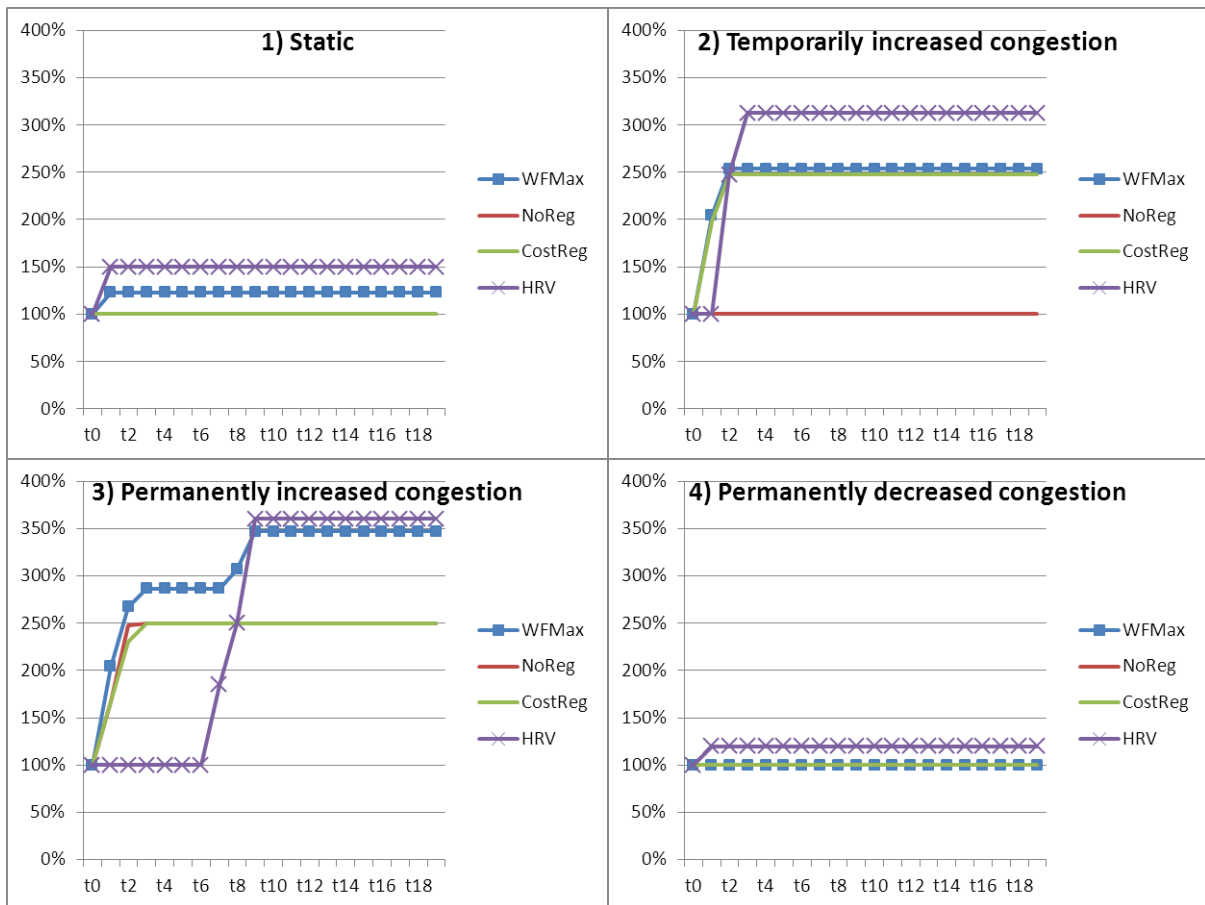 1) Static
400%
350%
300%
250%
200%
150%
100%
50%
0%
t0 t2 t4 t6 t8 t10 t12 t14 t16 t18
WFMax
NoReg
CostReg
HRV
2) Temporarily increased congestion
400%
350%
300%
250%
200%
150%
100%
50%
0%
t0 t2 t4 t6 t8 t10 t12 t14 t16 t18
WFMax
NoReg
CostReg
HRV
3) Permanently increased congestion
400%
350%
300%
250%
200%
150%
100%
50%
0%
t0 t2 t4 t6 t8 t10 t12 t14 t16 t18
WFMax
NoReg
CostReg
HRV
4) Permanently decreased congestion
400%
350%
300%
250%
200%
150%
100%
50%
0%
t0 t2 t4 t6 t8 t10 t12 t14 t16 t18
WFMax
NoReg
CostReg
HRV